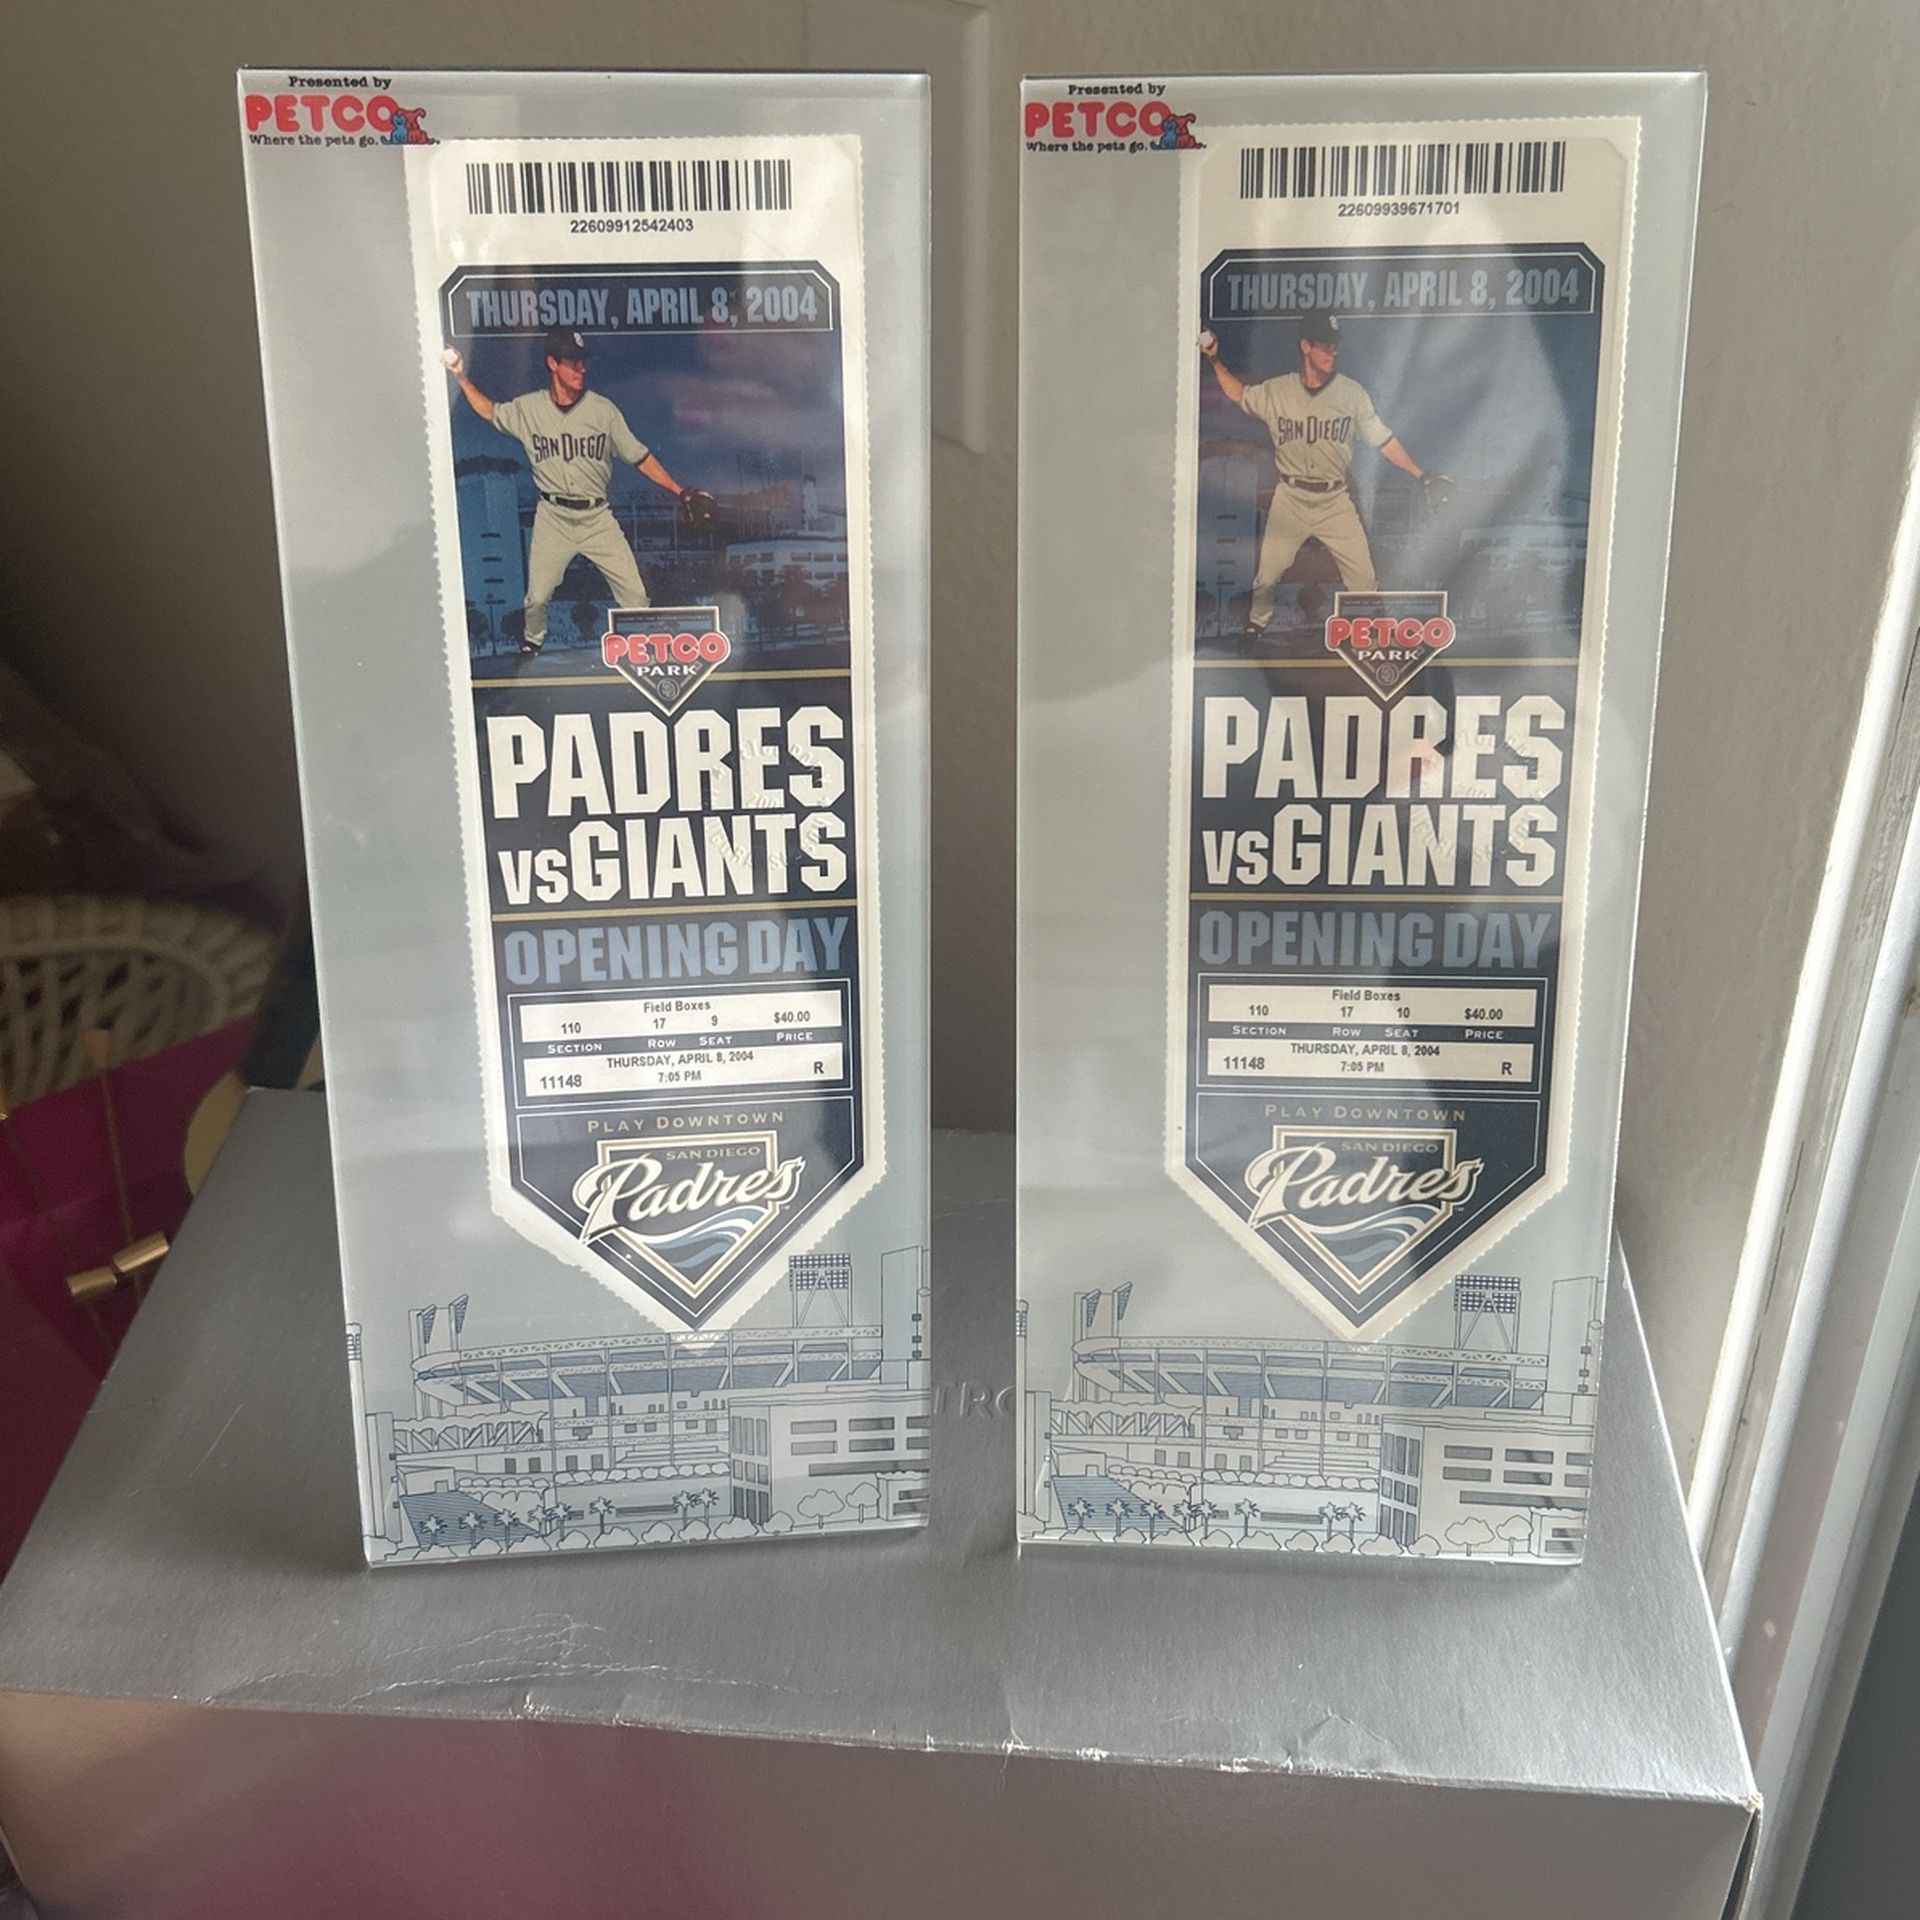 Presented by
PETCO
Where the pets go.
22609912542403
THURSDAY, APRIL 8, 2004
SAN DIEGO
PETCO
PARK
PADRES
VS GIANTS
OPENING DAY
Field Boxes
110 17 9 $40.00
SECTION ROW SEAT PRICE
THURSDAY, APRIL 8, 2004
11148 7:05 PM R
PLAY DOWNTOWN
SAN DIEGO
Padres
Presented by
PETCO
Where the pets go.
22609939671701
THURSDAY, APRIL 8, 2004
SAN DIEGO
PETCO
PARK
PADRES
VS GIANTS
OPENING DAY
Field Boxes
110 17 10 $40.00
SECTION ROW SEAT PRICE
THURSDAY, APRIL 8, 2004
11148 7:05 PM R
PLAY DOWNTOWN
SAN DIEGO
Padres